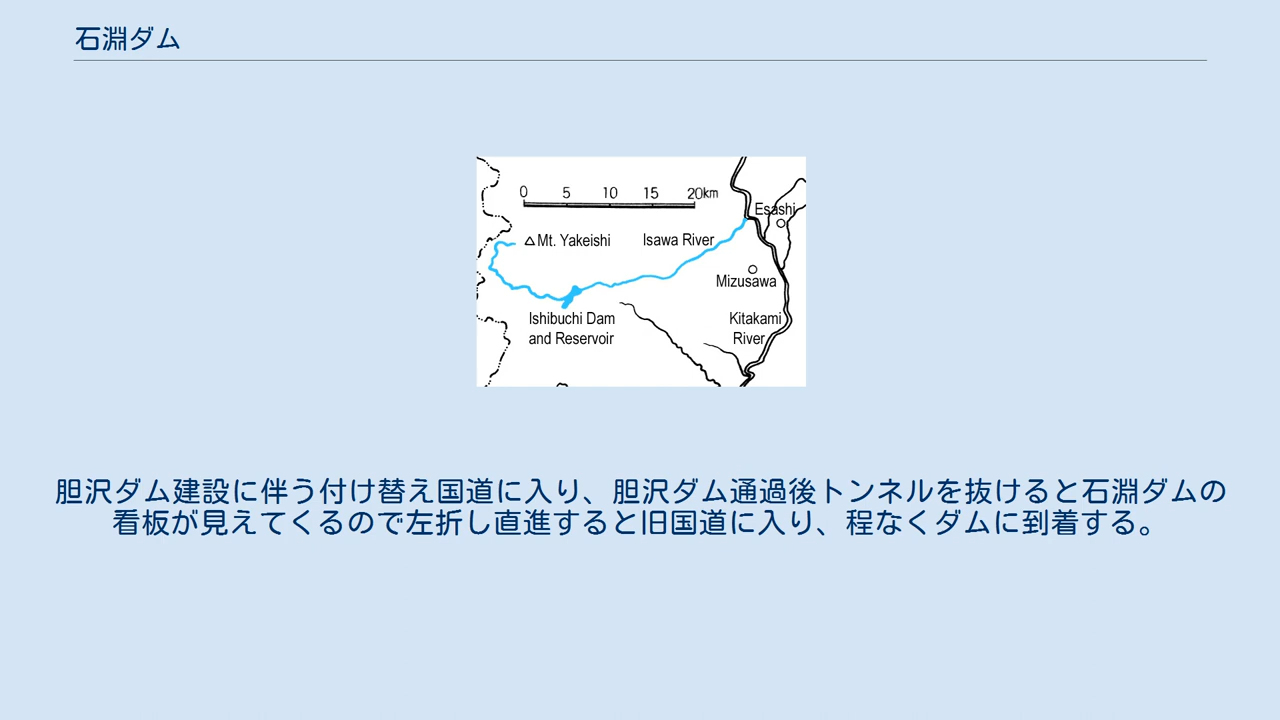 石淵ダム
0 5 10 15 20km
Esashi
Mt. Yakeishi Isawa River
Mizusawa
Ishibuchi Dam
and Reservoir
Kitakami
River
胆沢ダム建設に伴う付け替え国道に入り、胆沢ダム通過後トンネルを抜けると石淵ダムの
看板が見えてくるので左折し直進すると旧国道に入り、程なくダムに到着する。